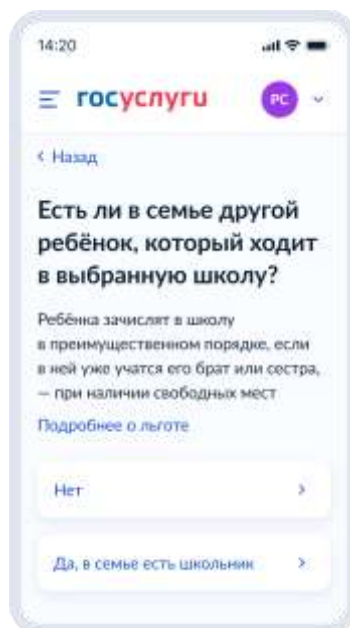 14:20
госуслуги
РС
Назад
Есть ли в семье другой
ребёнок, который ходит
в выбранную школу?
Ребёнка зачислят в школу
в преимущественном порядке, если
в ней уже учатся его брат или сестра,
— при наличии свободных мест
Подробнее о льготе
Нет
Да, в семье есть школьник